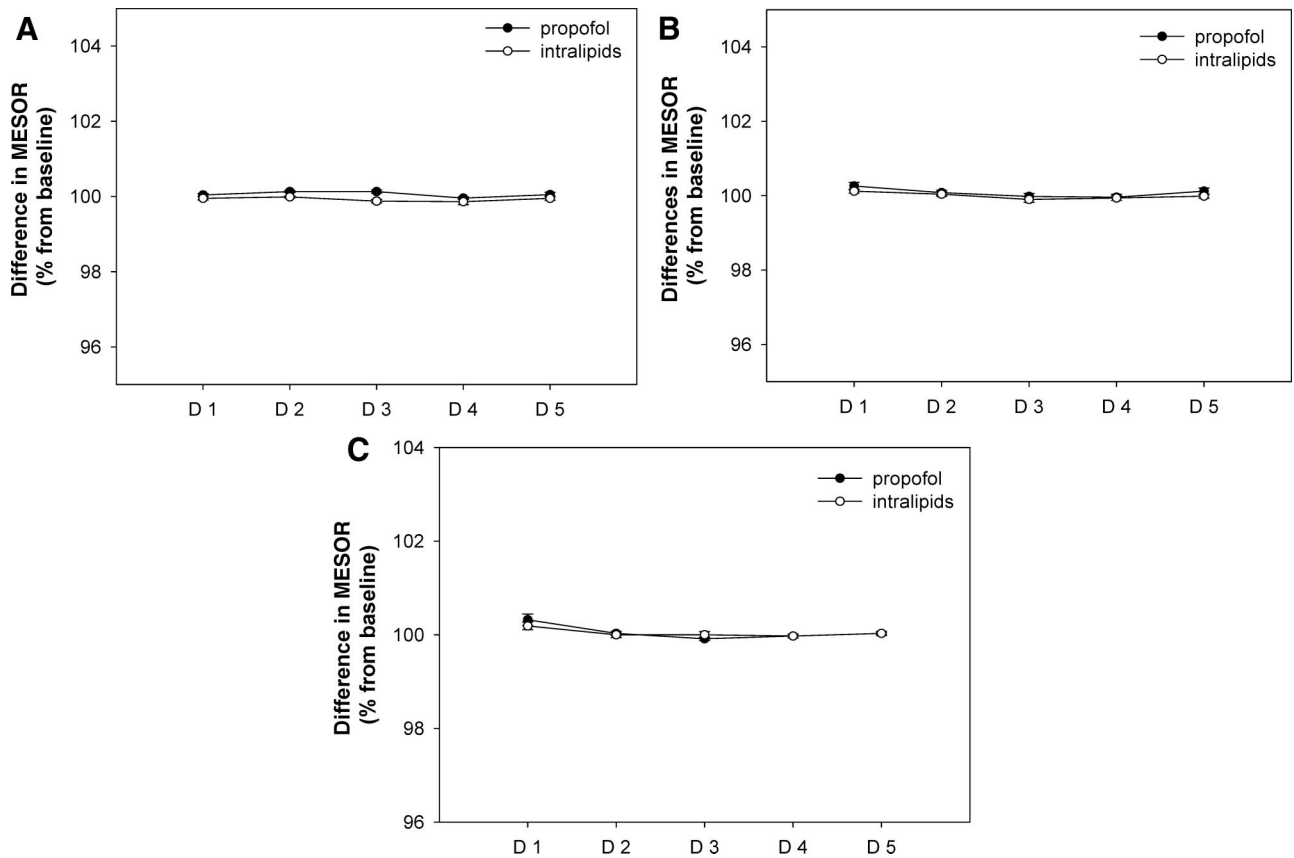 A
Difference in MESOR
(% from baseline)
104
102
100
98
96
propofol
intralipids
D 1 D 2 D 3 D 4 D 5
B
Differences in MESOR
(% from baseline)
104
102
100
98
96
propofol
intralipids
D 1 D 2 D 3 D 4 D 5
C
Difference in MESOR
(% from baseline)
104
102
100
98
96
propofol
intralipids
D 1 D 2 D 3 D 4 D 5